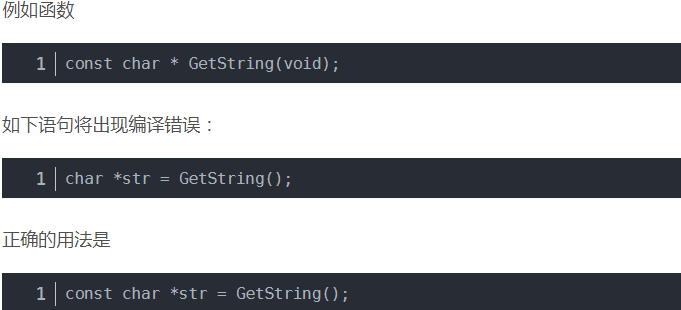 例如函数
1 const char * GetString(void);
如下语句将出现编译错误：
1 char *str = GetString();
正确的用法是
1 const char *str = GetString();